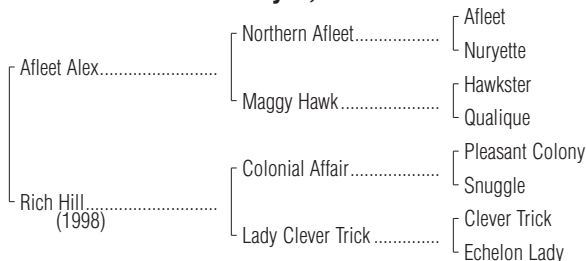 Afleet
Northern Afleet..................
Nuryette
Afleet Alex.........................
Hawkster
Maggy Hawk.....................
Qualique
Pleasant Colony
Colonial Affair...................
Snuggle
Rich Hill............................
(1998)
Clever Trick
Lady Clever Trick .............
Echelon Lady